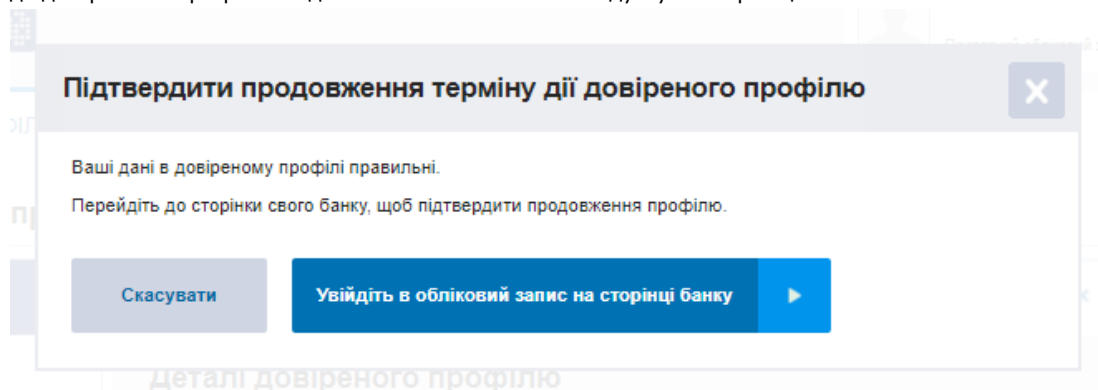 Підтвердити продовження терміну дії довіреного профілю
Ваші дані в довіреному профілі правильні.
Перейдіть до сторінки свого банку, щоб підтвердити продовження профілю.
Скасувати
Увійдіть в обліковий запис на сторінці банку
Деталі довіреного профілю